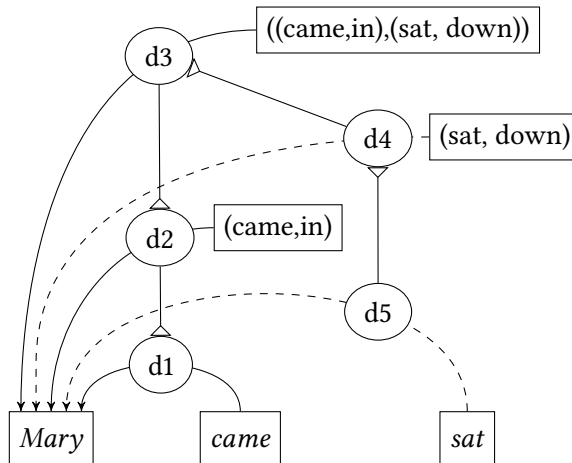 ((came,in),(sat, down))
d3
d4
(sat, down)
d2
(came,in)
d5
d1
Mary
came
sat